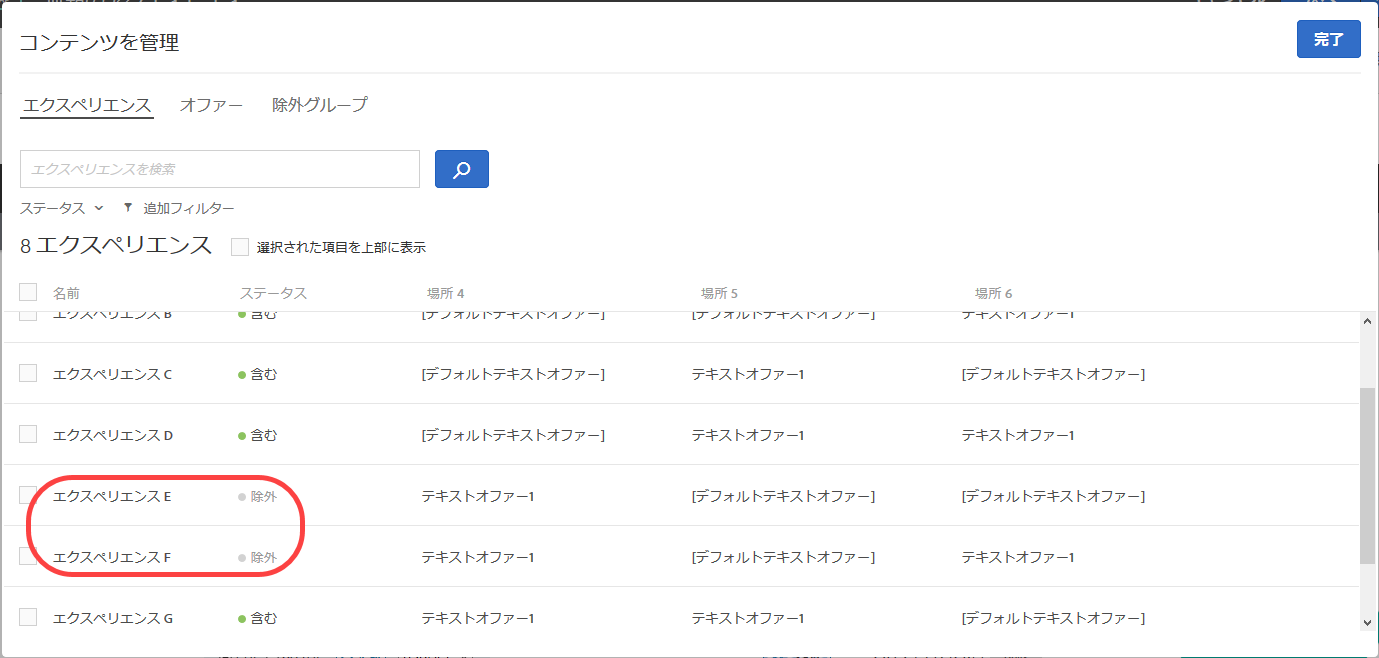 コンテンツを管理
完了
エクスペリエンス オファー 除外グループ
エクスペリエンスを検索
ステータス 追加フィルター
8 エクスペリエンス 選択された項目を上部に表示
名前 ステータス 場所 4 場所 5 場所 6
エクスペリエンス B 含む [デフォルトテキストオファー] [デフォルトテキストオファー] テキストオファー1
エクスペリエンス C 含む [デフォルトテキストオファー] テキストオファー1 [デフォルトテキストオファー]
エクスペリエンス D 含む [デフォルトテキストオファー] テキストオファー1 テキストオファー1
エクスペリエンス E 除外 テキストオファー1 [デフォルトテキストオファー] [デフォルトテキストオファー]
エクスペリエンス F 除外 テキストオファー1 [デフォルトテキストオファー] テキストオファー1
エクスペリエンス G 含む テキストオファー1 テキストオファー1 [デフォルトテキストオファー]